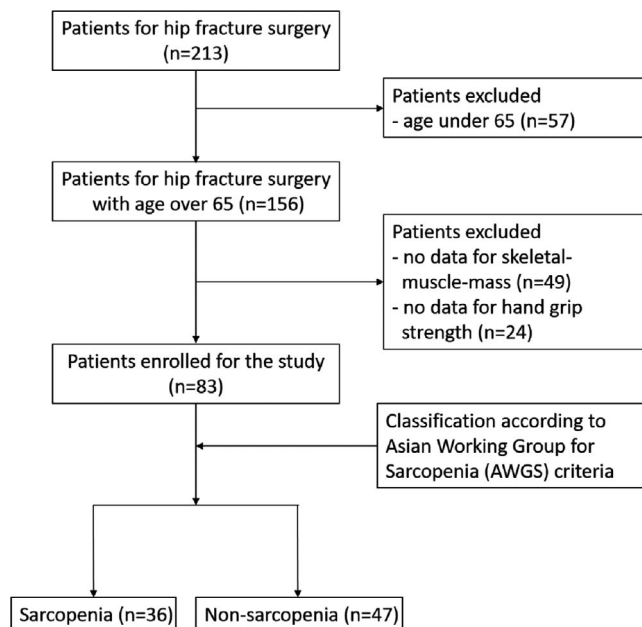 Patients for hip fracture surgery
(n=213)
Patients excluded
- age under 65 (n=57)
Patients for hip fracture surgery
with age over 65 (n=156)
Patients excluded
- no data for skeletal-
muscle-mass (n=49)
- no data for hand grip
strength (n=24)
Patients enrolled for the study
(n=83)
Classification according to
Asian Working Group for
Sarcopenia (AWGS) criteria
Sarcopenia (n=36)
Non-sarcopenia (n=47)